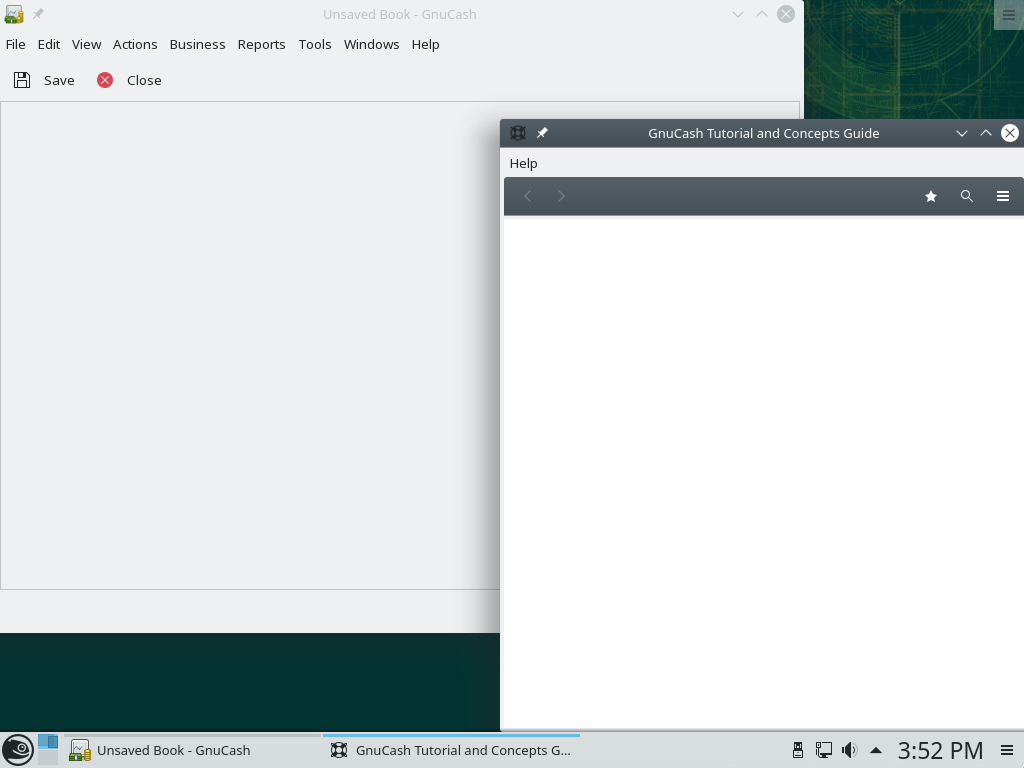 Unsaved Book - GnuCash
File Edit View Actions Business Reports Tools Windows Help
Save Close
GnuCash Tutorial and Concepts Guide
Help
Unsaved Book - GnuCash
GnuCash Tutorial and Concepts G...
3:52 PM